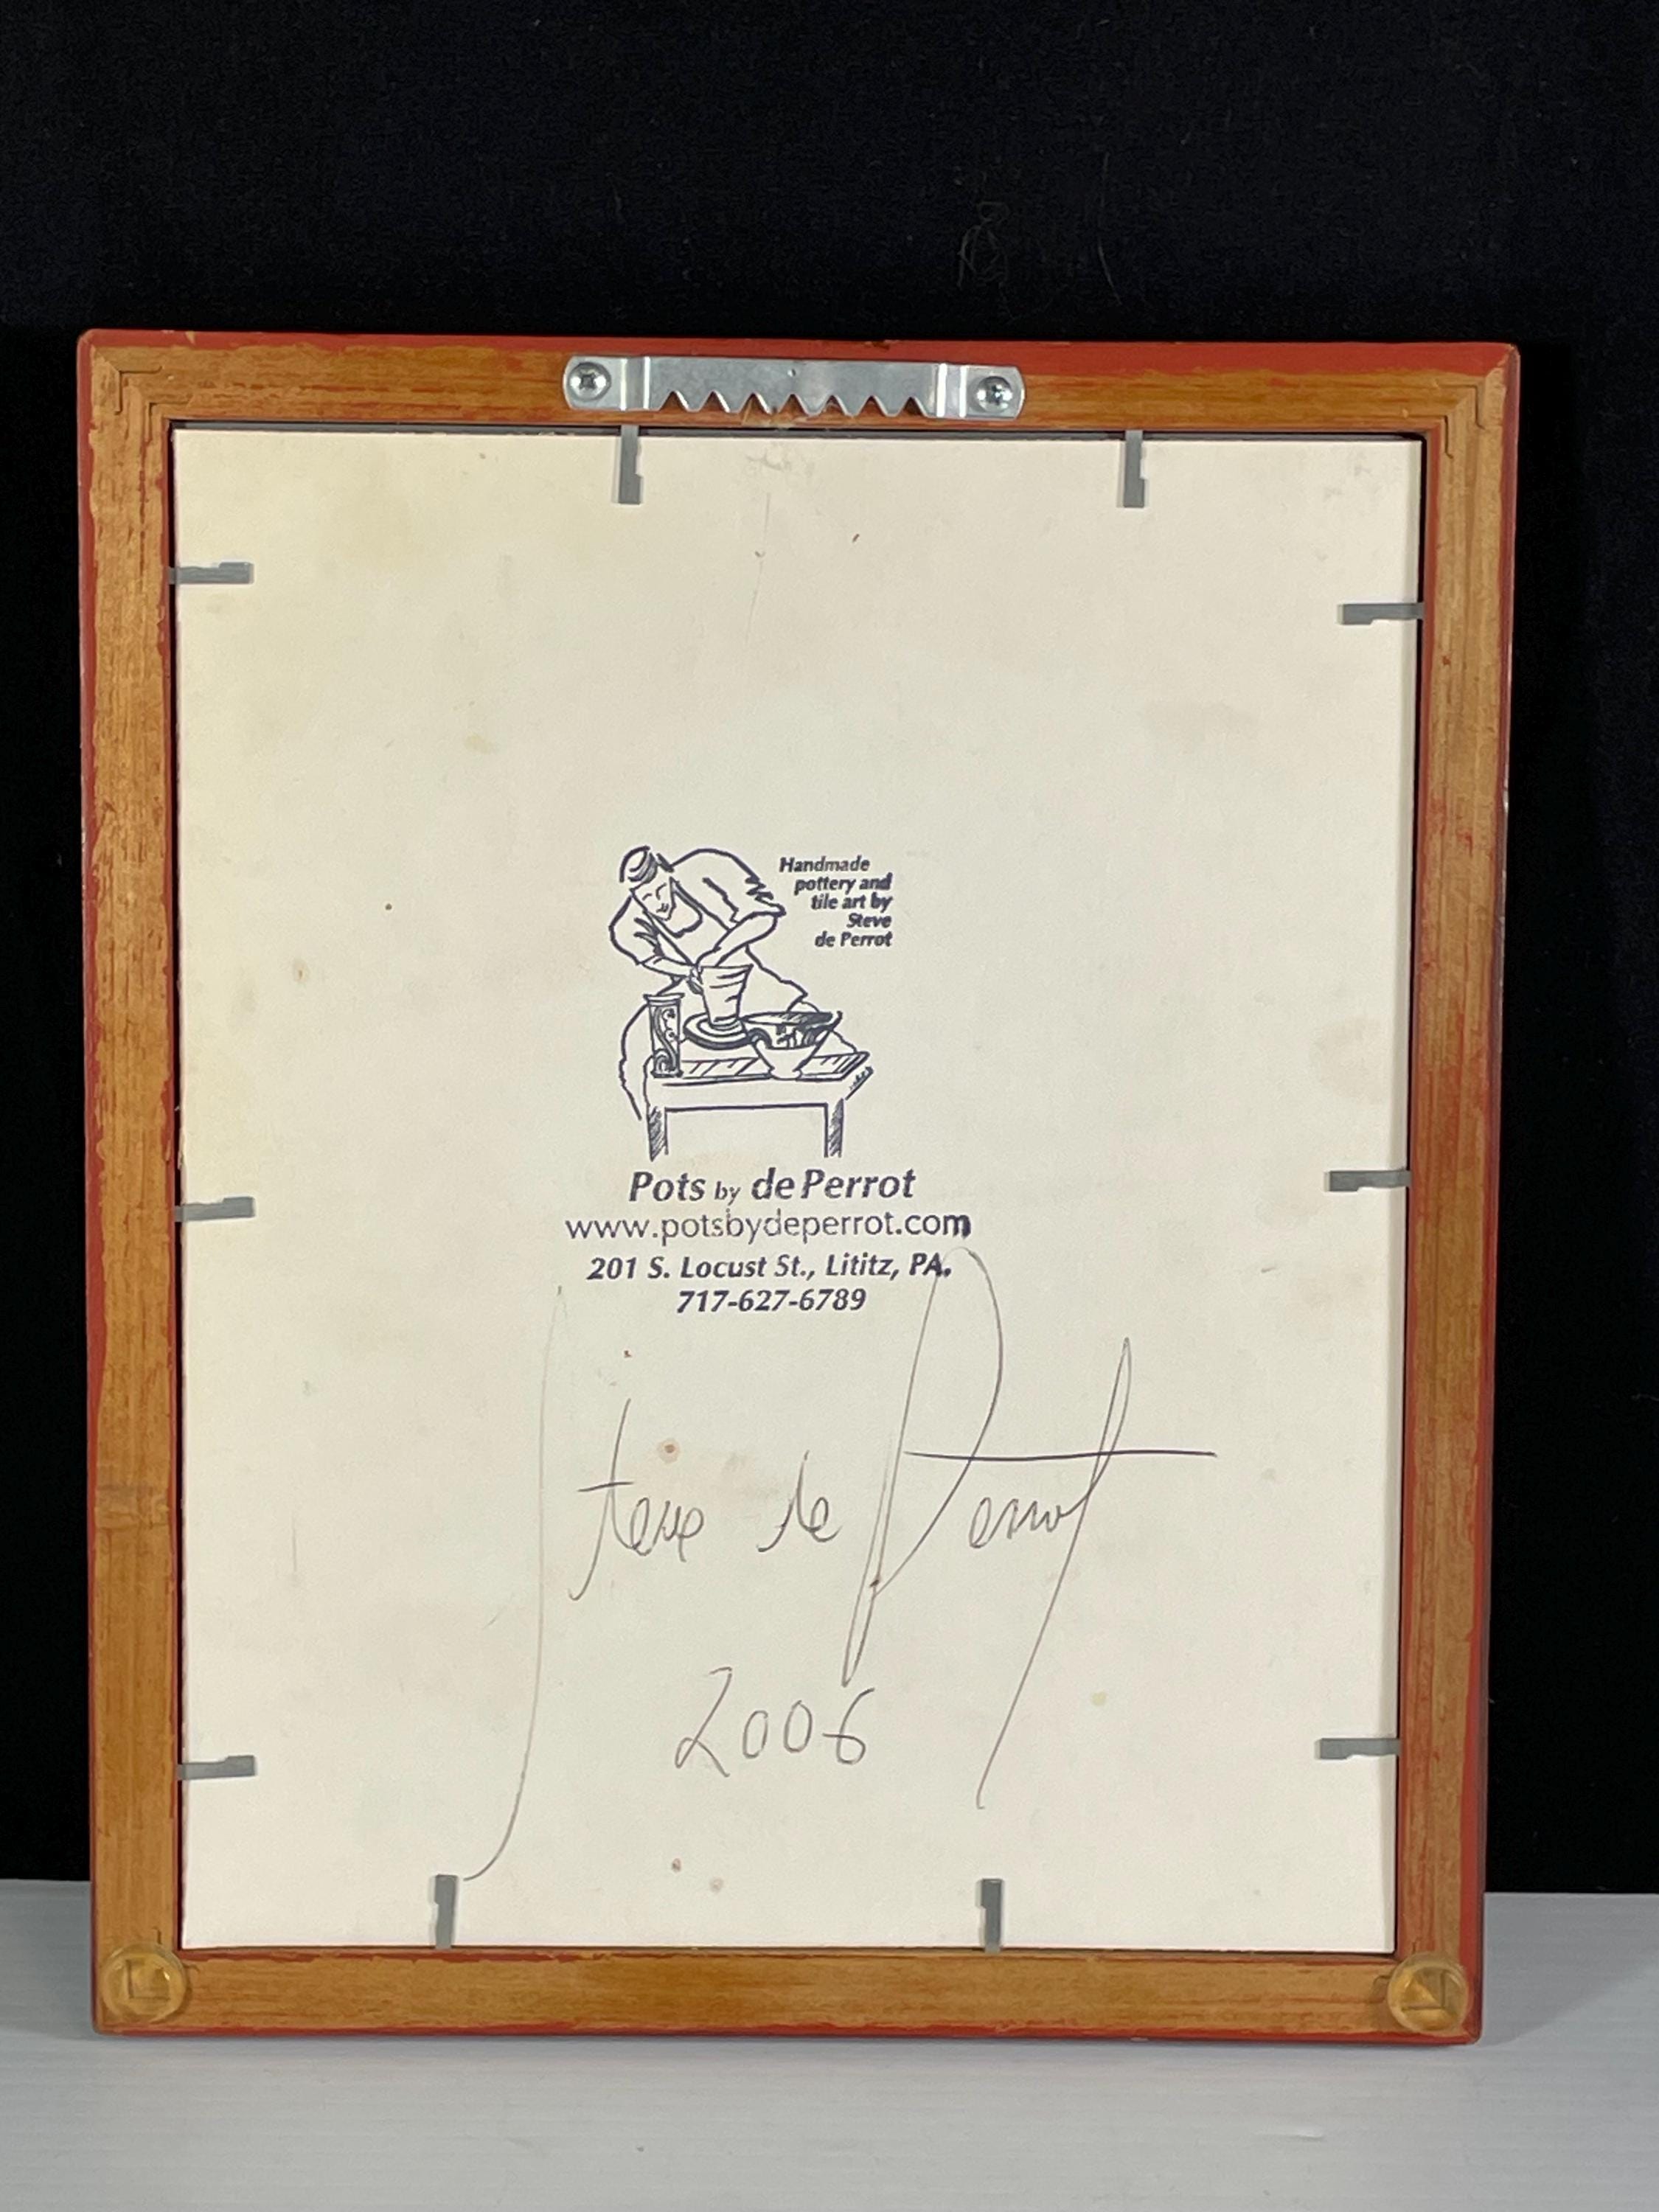 Handmade
pottery and
tile art by
Steve
de Perrot
Pots by de Perrot
www.potsbydeperrot.com
201 S. Locust St., Lititz, PA.
717-627-6789
Steve de Perrot
2006